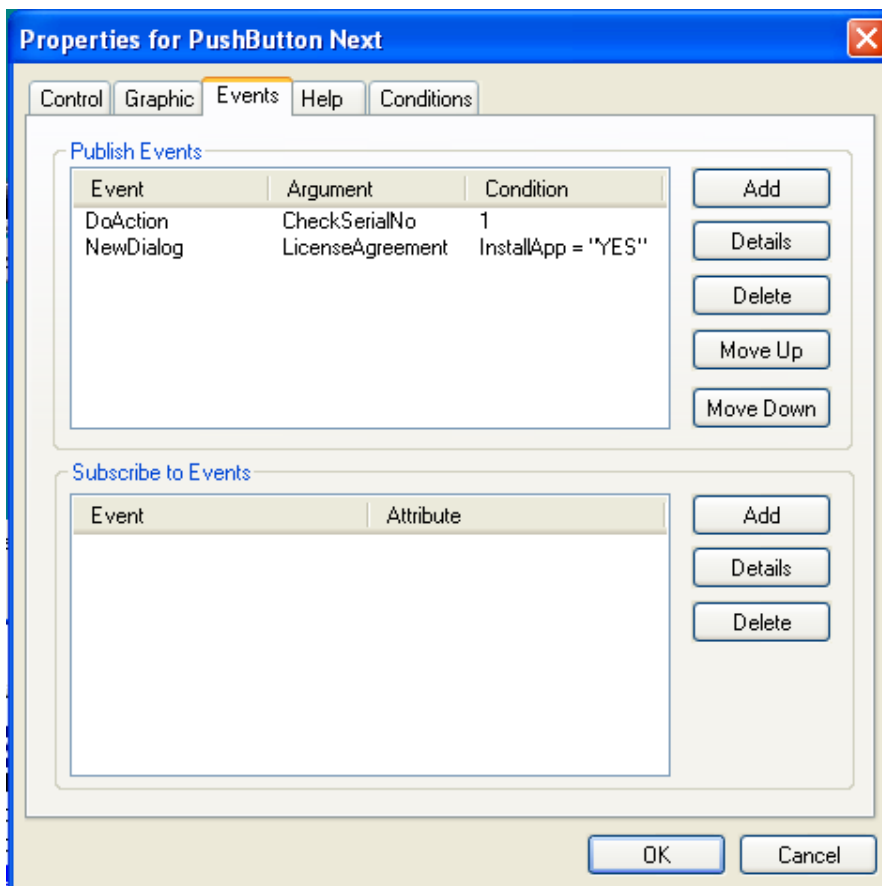 Properties for PushButton Next
Control Graphic Events Help Conditions
Publish Events
Event Argument Condition Add
DoAction CheckSerialNo 1
NewDialog LicenseAgreement InstallApp = "YES" Details
Delete
Move Up
Move Down
Subscribe to Events
Event Attribute Add
Details
Delete
OK Cancel